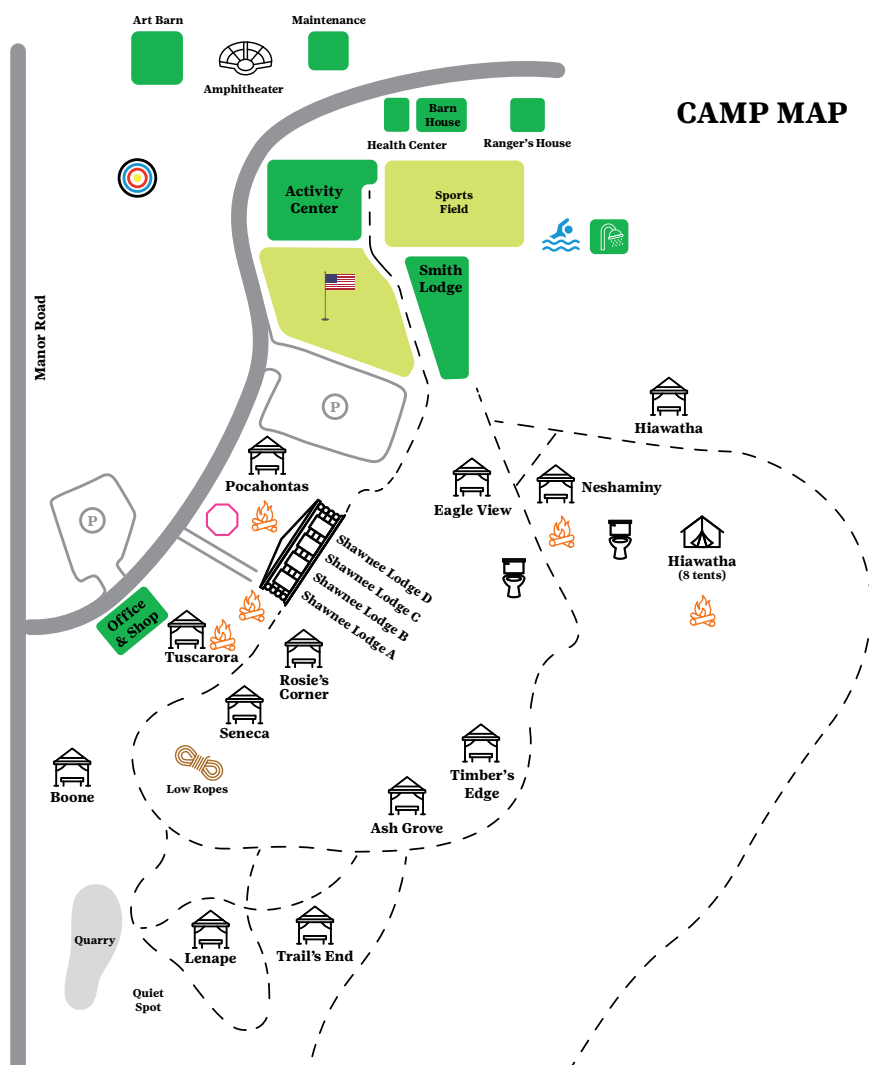 Art Barn
Maintenance
Amphitheater
CAMP MAP
Barn
House
Health Center
Ranger's House
Activity
Center
Sports
Field
Smith
Lodge
Manor Road
P
Hiawatha
Pocahontas
Eagle View
Neshaminy
P
Hiawatha
(8 tents)
Shawnee Lodge D
Shawnee Lodge C
Shawnee Lodge B
Shawnee Lodge A
Office
& Shop
Tuscarora
Rosie's
Corner
Seneca
Boone
Low Ropes
Timber's
Edge
Ash Grove
Quarry
Lenape
Trail's End
Quiet
Spot